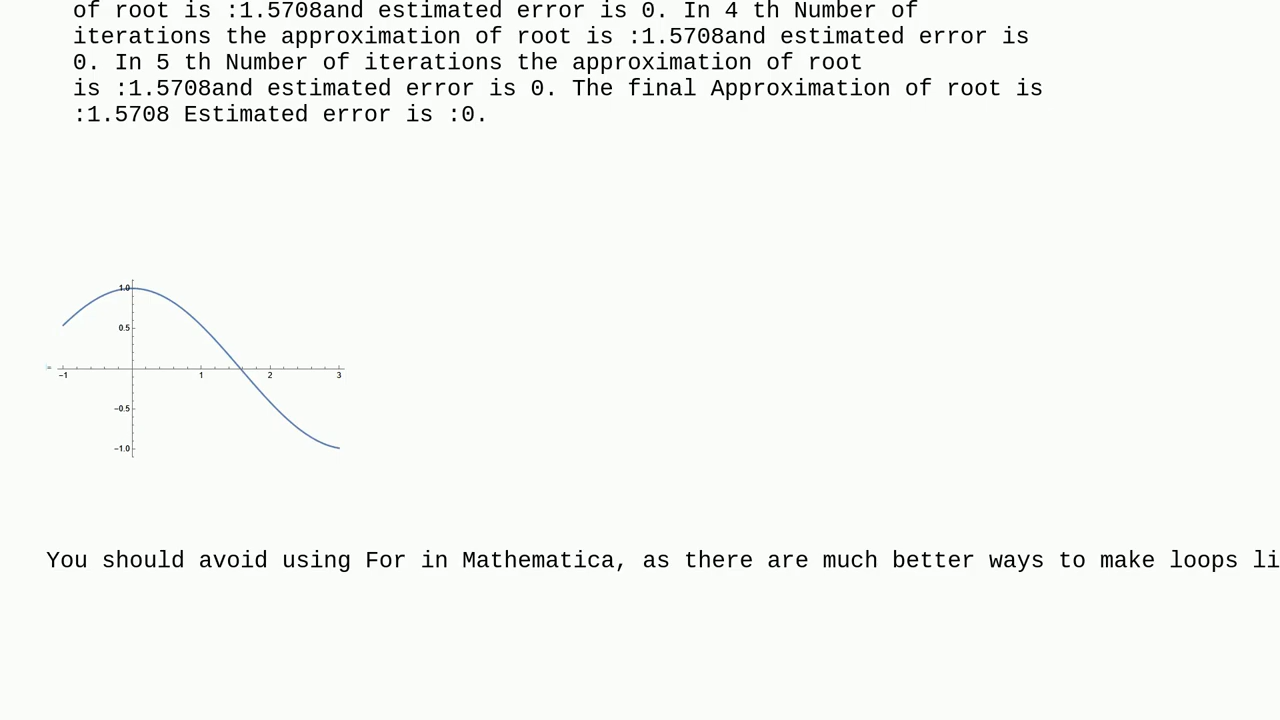 of root is :1.5708and estimated error is 0. In 4 th Number of
iterations the approximation of root is :1.5708and estimated error is
0. In 5 th Number of iterations the approximation of root
is :1.5708and estimated error is 0. The final Approximation of root is
:1.5708 Estimated error is :0.
1.0
0.5
=
−1 1 2 3
−0.5
−1.0
You should avoid using For in Mathematica, as there are much better ways to make loops li